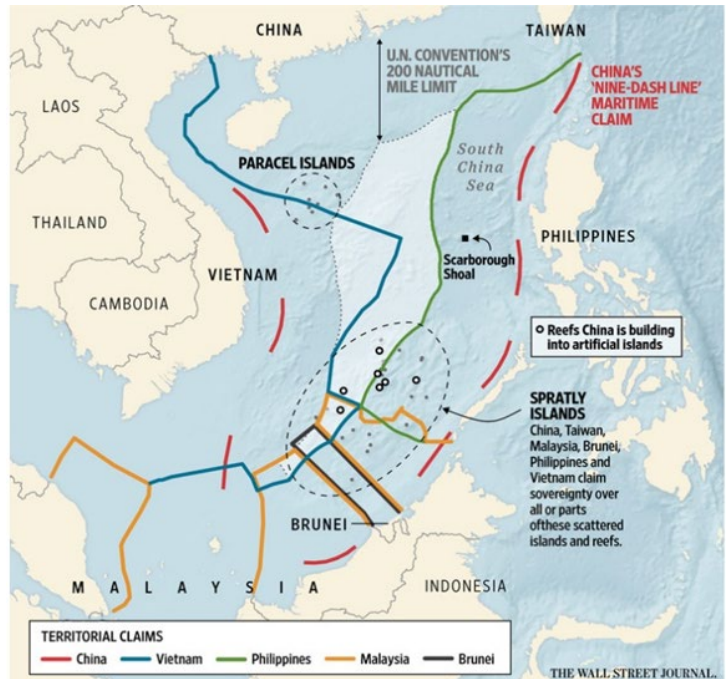 CHINA
TAIWAN
U.N. CONVENTION'S
200 NAUTICAL
MILE LIMIT
CHINA'S
'NINE-DASH LINE'
MARITIME
CLAIM
LAOS
PARACEL ISLANDS
South
China
Sea
THAILAND
PHILIPPINES
Scarborough
Shoal
VIETNAM
CAMBODIA
Reefs China is building
into artificial islands
SPRATLY
ISLANDS
China, Taiwan,
Malaysia, Brunei,
Philippines and
Vietnam claim
sovereignty over
all or parts
ofthese scattered
islands and reefs.
BRUNEI
MALAYSIA
INDONESIA
TERRITORIAL CLAIMS
China Vietnam Philippines Malaysia Brunei
THE WALL STREET JOURNAL.